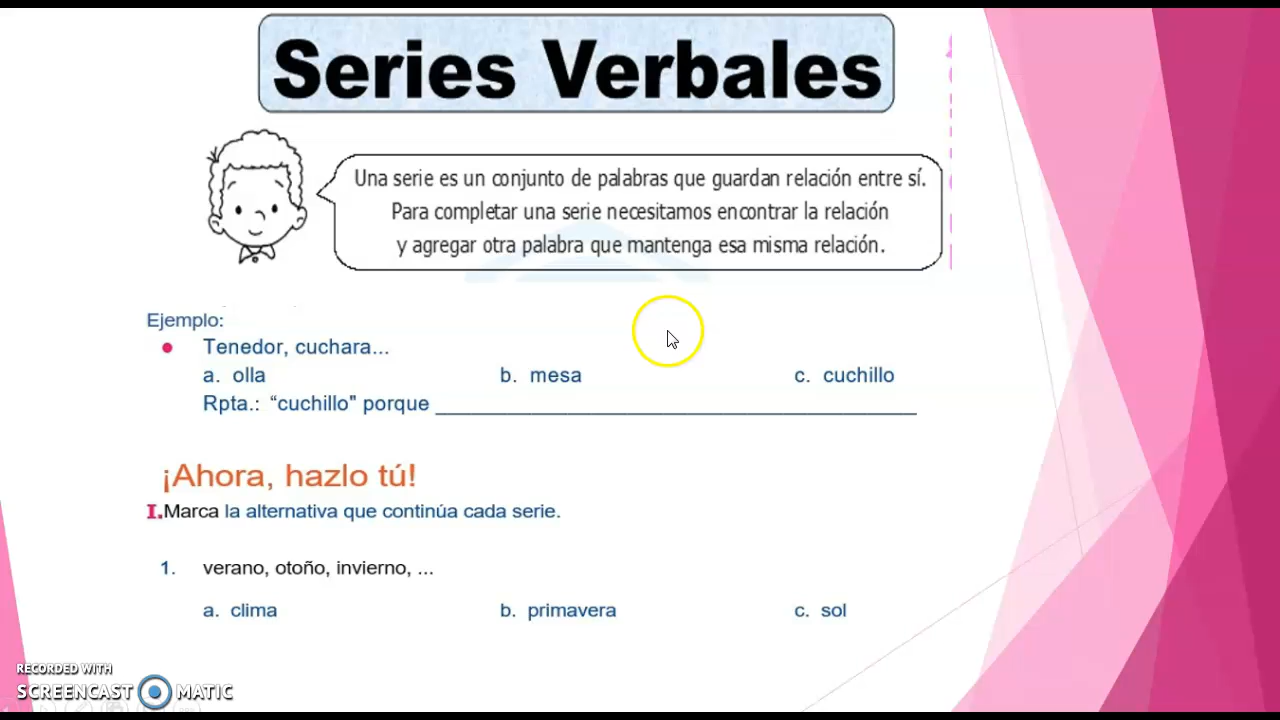 Series Verbales
Una serie es un conjunto de palabras que guardan relación entre sí.
Para completar una serie necesitamos encontrar la relación
y agregar otra palabra que mantenga esa misma relación.
Ejemplo:
• Tenedor, cuchara...
a. olla b. mesa c. cuchillo
Rpta.: “cuchillo" porque ________________________________________
¡Ahora, hazlo tú!
I.Marca la alternativa que continúa cada serie.
1. verano, otoño, invierno, ...
a. clima b. primavera c. sol
RECORDED WITH
SCREENCAST MATIC